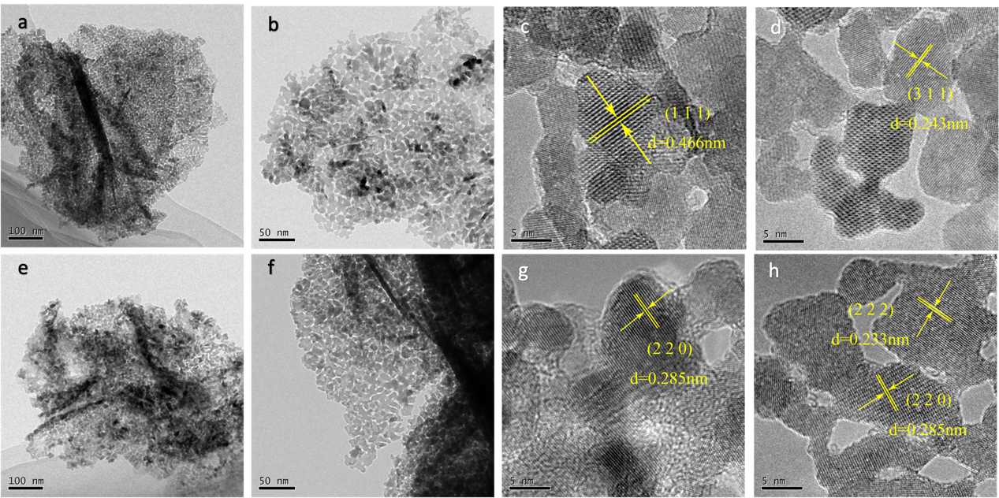 a
100 nm
b
50 nm
c
(1 1 1)
d=0.466nm
5 nm
d
(3 1 1)
d=0.243nm
5 nm
e
100 nm
f
50 nm
g
(2 2 0)
d=0.285nm
5 nm
h
(2 2 2)
d=0.233nm
(2 2 0)
d=0.285nm
5 nm